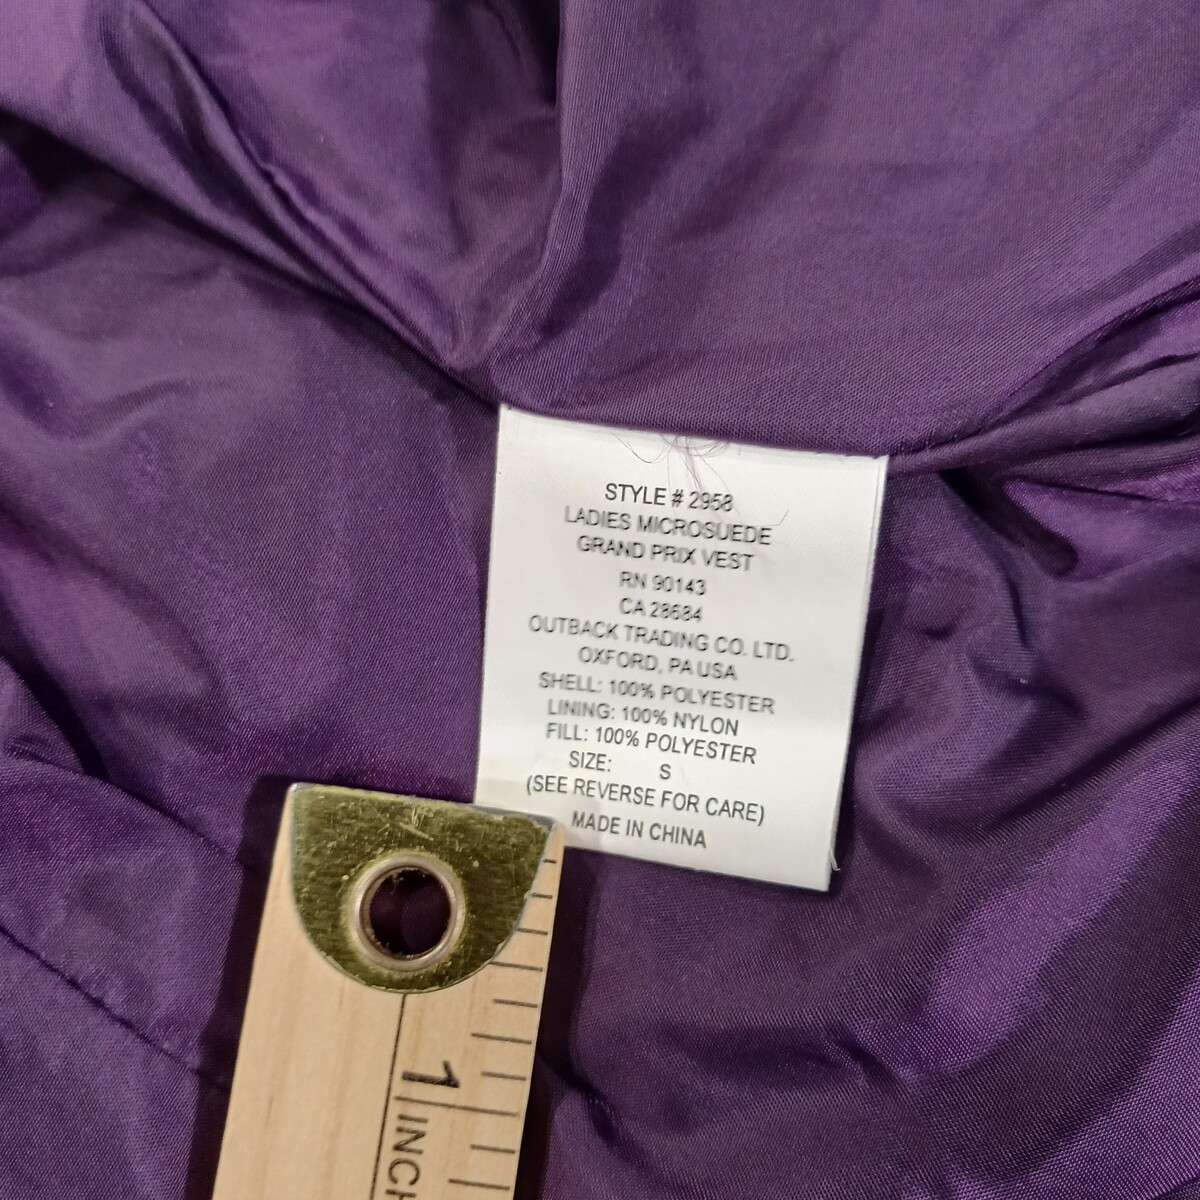 STYLE # 2958
LADIES MICROSUEDE
GRAND PRIX VEST
RN 90143
CA 28684
OUTBACK TRADING CO. LTD.
OXFORD, PA USA
SHELL: 100% POLYESTER
LINING: 100% NYLON
FILL: 100% POLYESTER
SIZE: S
(SEE REVERSE FOR CARE)
MADE IN CHINA
1
INCH